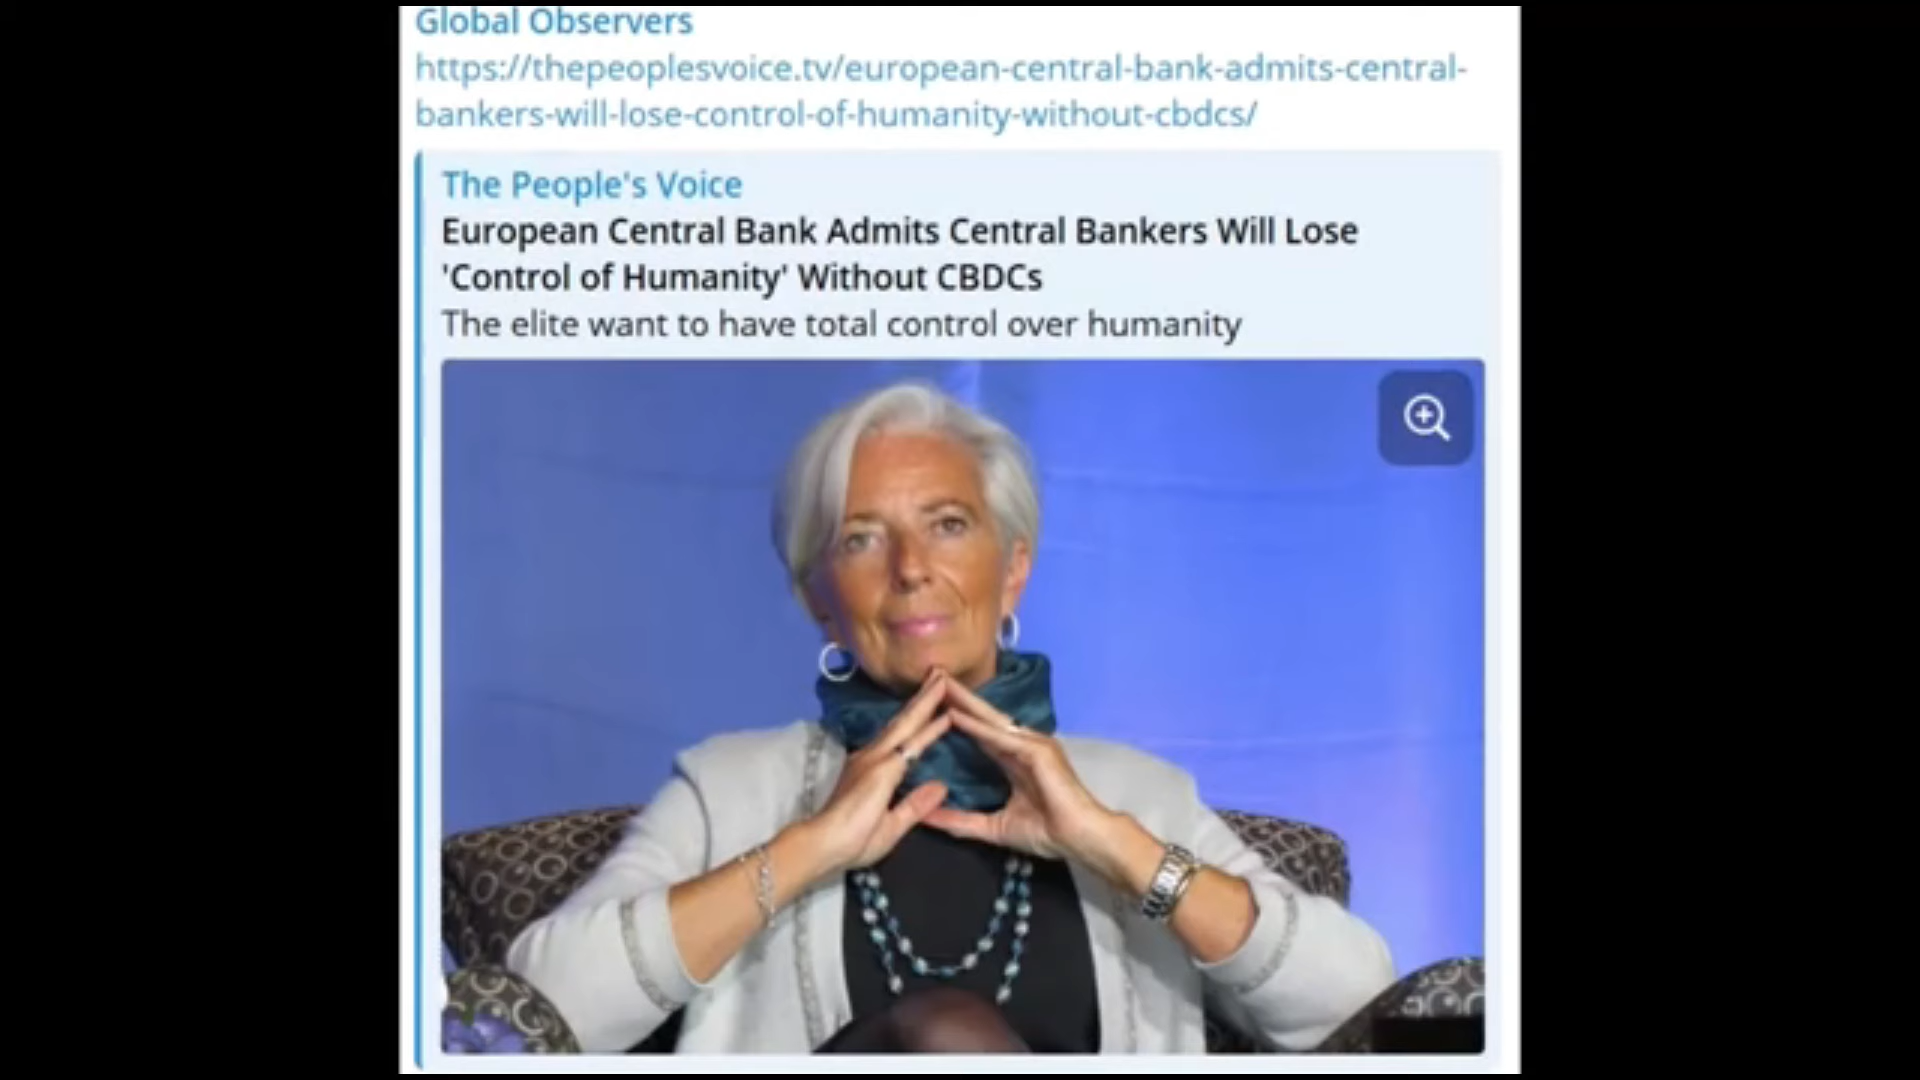 Global Observers
https://thepeoplesvoice.tv/european-central-bank-admits-central-
bankers-will-lose-control-of-humanity-without-cbdcs/
The People's Voice
European Central Bank Admits Central Bankers Will Lose
'Control of Humanity' Without CBDCs
The elite want to have total control over humanity